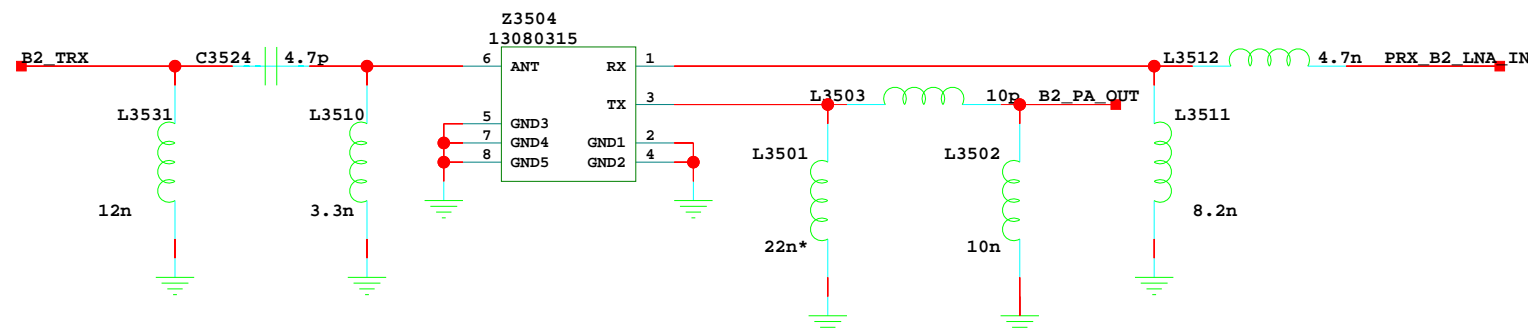 Z3504
13080315
B2_TRX
C3524
4.7p
6
ANT
RX
1
L3512
4.7n
PRX_B2_LNA_IN
TX
3
L3503
10p
B2_PA_OUT
L3531
L3510
5
GND3
L3511
7
GND4
GND1
2
8
GND5
GND2
4
L3501
L3502
12n
3.3n
8.2n
22n*
10n